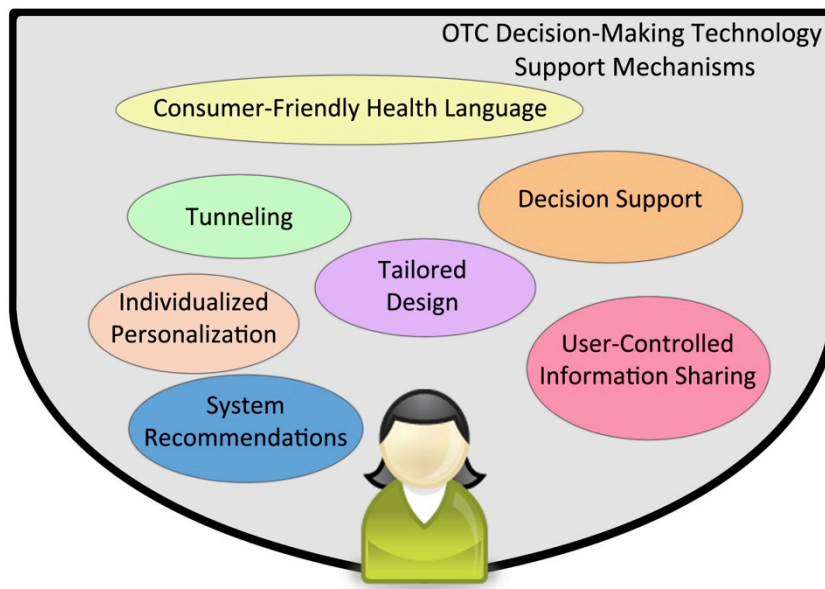 OTC Decision-Making Technology
Support Mechanisms
Consumer-Friendly Health Language
Tunneling
Decision Support
Tailored
Design
Individualized
Personalization
User-Controlled
Information Sharing
System
Recommendations